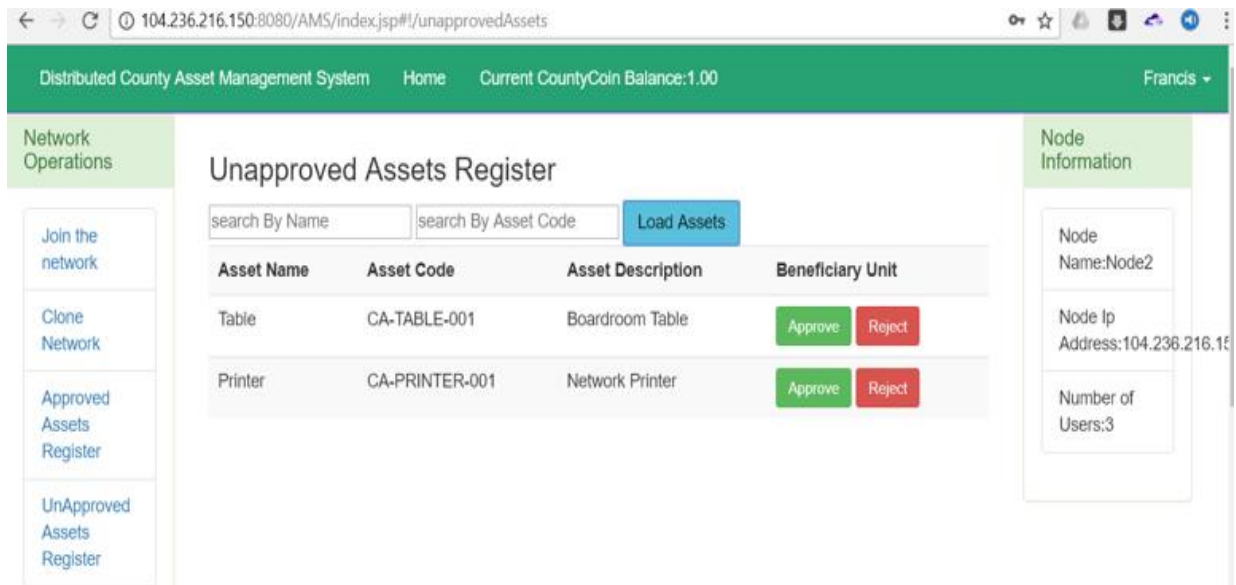 104.236.216.150:8080/AMS/index.jsp#!/unapprovedAssets
Distributed County Asset Management System Home Current CountyCoin Balance:1.00 Francis
Network
Operations
Join the
network
Clone
Network
Approved
Assets
Register
UnApproved
Assets
Register
Unapproved Assets Register
search By Name search By Asset Code Load Assets
Asset Name Asset Code Asset Description Beneficiary Unit
Table CA-TABLE-001 Boardroom Table Approve Reject
Printer CA-PRINTER-001 Network Printer Approve Reject
Node
Information
Node
Name:Node2
Node Ip
Address:104.236.216.15
Number of
Users:3